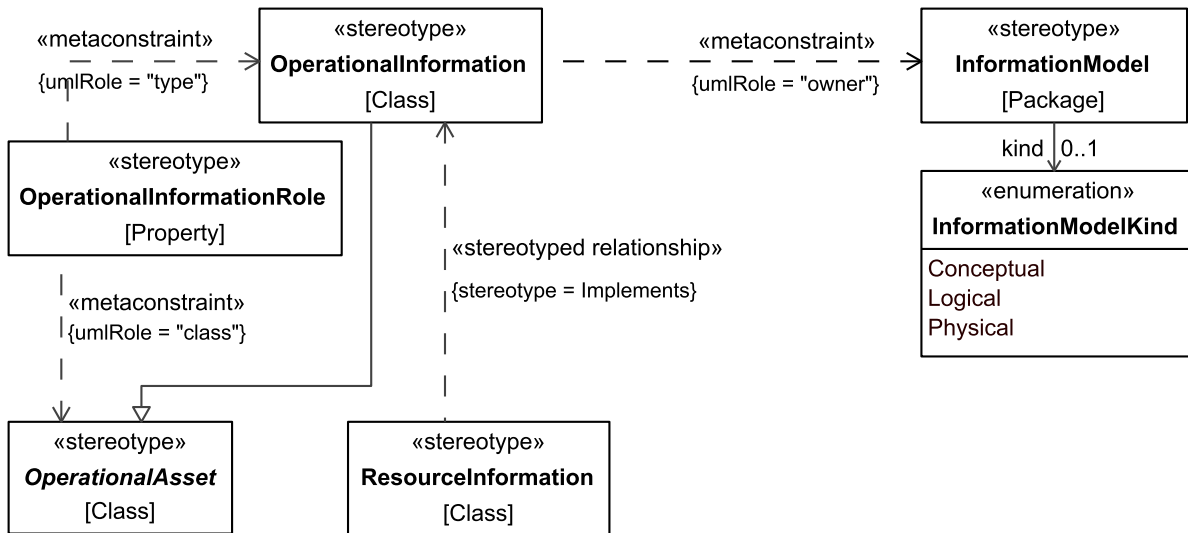 «metaconstraint»
{umlRole = "type"}
«stereotype»
OperationalInformation
[Class]
«metaconstraint»
{umlRole = "owner"}
«stereotype»
InformationModel
[Package]
kind 0..1
«stereotype»
OperationalInformationRole
[Property]
«enumeration»
InformationModelKind
Conceptual
Logical
Physical
«stereotyped relationship»
{stereotype = Implements}
«metaconstraint»
{umlRole = "class"}
«stereotype»
OperationalAsset
[Class]
«stereotype»
ResourceInformation
[Class]